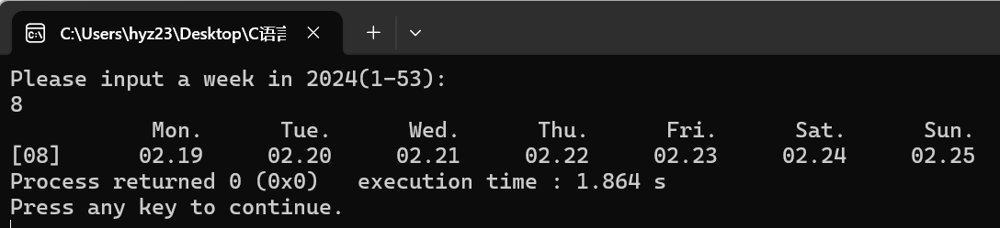 C:\Users\hyz23\Desktop\C语言
Please input a week in 2024(1-53):
8
Mon. Tue. Wed. Thu. Fri. Sat. Sun.
[08] 02.19 02.20 02.21 02.22 02.23 02.24 02.25
Process returned 0 (0x0) execution time : 1.864 s
Press any key to continue.